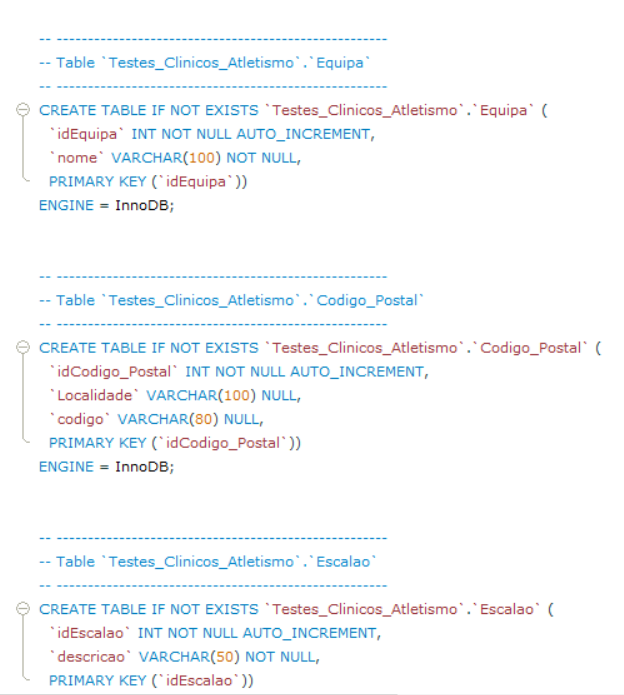 -- -----------------------------------------------------
-- Table `Testes_Clinicos_Atletismo`.`Equipa`
-- -----------------------------------------------------
CREATE TABLE IF NOT EXISTS `Testes_Clinicos_Atletismo`.`Equipa` (
`idEquipa` INT NOT NULL AUTO_INCREMENT,
`nome` VARCHAR(100) NOT NULL,
PRIMARY KEY (`idEquipa`))
ENGINE = InnoDB;
-- -----------------------------------------------------
-- Table `Testes_Clinicos_Atletismo`.`Codigo_Postal`
-- -----------------------------------------------------
CREATE TABLE IF NOT EXISTS `Testes_Clinicos_Atletismo`.`Codigo_Postal` (
`idCodigo_Postal` INT NOT NULL AUTO_INCREMENT,
`Localidade` VARCHAR(100) NULL,
`codigo` VARCHAR(80) NULL,
PRIMARY KEY (`idCodigo_Postal`))
ENGINE = InnoDB;
-- -----------------------------------------------------
-- Table `Testes_Clinicos_Atletismo`.`Escalao`
-- -----------------------------------------------------
CREATE TABLE IF NOT EXISTS `Testes_Clinicos_Atletismo`.`Escalao` (
`idEscalao` INT NOT NULL AUTO_INCREMENT,
`descricao` VARCHAR(50) NOT NULL,
PRIMARY KEY (`idEscalao`))